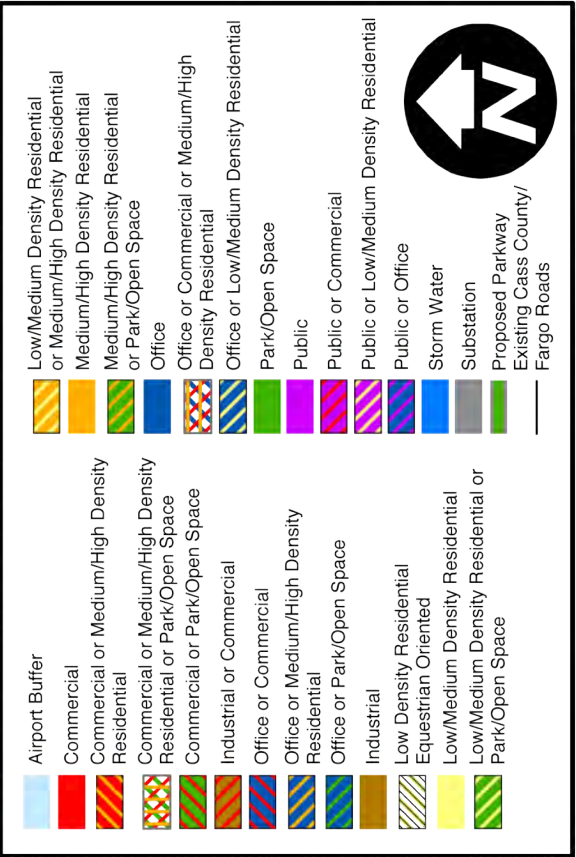 Airport Buffer
Commercial
Commercial or Medium/High Density
Residential
Commercial or Medium/High Density
Residential or Park/Open Space
Commercial or Park/Open Space
Industrial or Commercial
Office or Commercial
Office or Medium/High Density
Residential
Office or Park/Open Space
Industrial
Low Density Residential
Equestrian Oriented
Low/Medium Density Residential
Low/Medium Density Residential or
Park/Open Space
Low/Medium Density Residential
or Medium/High Density Residential
Medium/High Density Residential
Medium/High Density Residential
or Park/Open Space
Office
Office or Commercial or Medium/High
Density Residential
Office or Low/Medium Density Residential
Park/Open Space
Public
Public or Commercial
Public or Low/Medium Density Residential
Public or Office
Storm Water
Substation
Proposed Parkway
Existing Cass County/
Fargo Roads
N